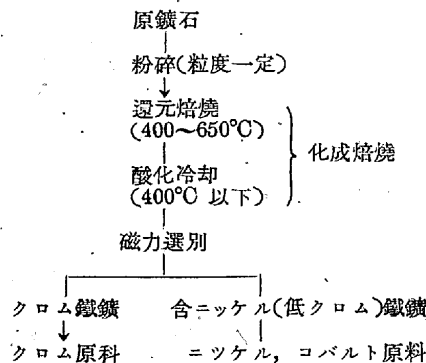 原鑛石
粉碎(粒度一定)
還元焙燒
(400～650℃)
酸化冷却
(400℃ 以下)
化成焙燒
磁力選別
クロム鐵鑛
含ニッケル(低クロム)鐵鑛
クロム原科
ニツケル, コバルト原料